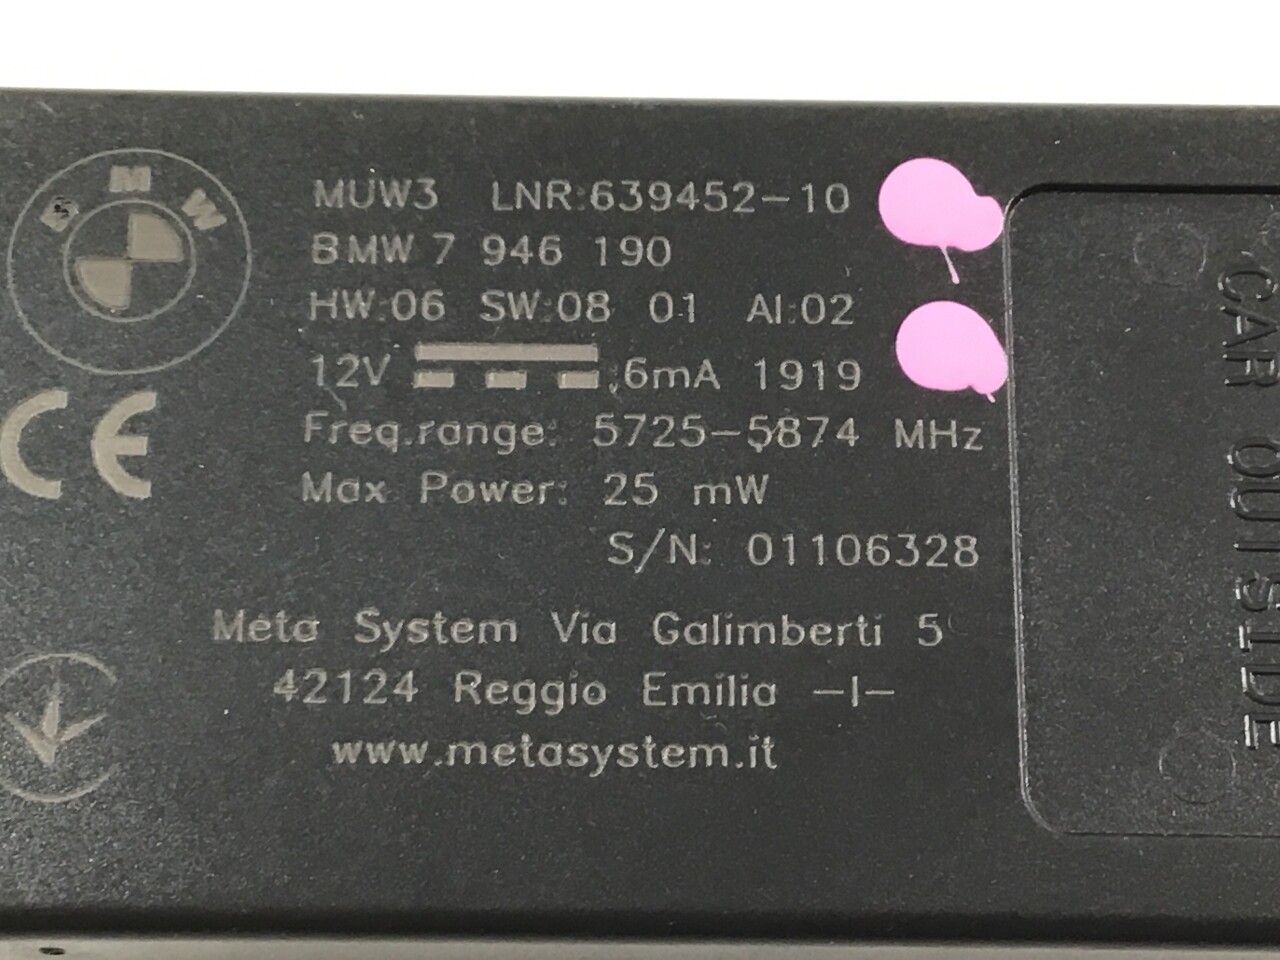 BMW
MUW3 LNR:639452-10
BMW 7 946 190
HW:06 SW:08 01 AI:02
12V ,6mA 1919
Freq.range: 5725-5874 MHz
Max Power: 25 mW
S/N: 01106328
CE
Meta System Via Galimberti 5
42124 Reggio Emilia -I-
www.metasystem.it
CAR OUTSIDE